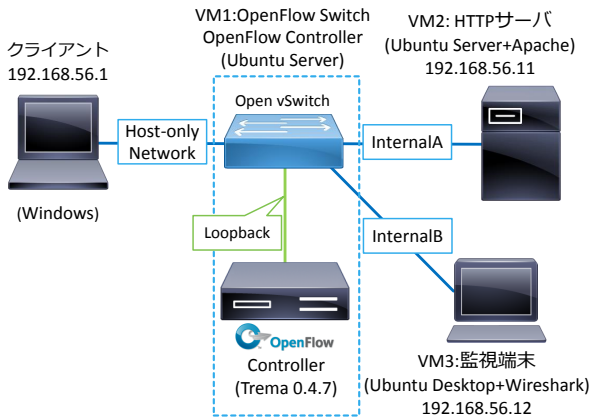 VM1:OpenFlow Switch
OpenFlow Controller
(Ubuntu Server)
クライアント
192.168.56.1
VM2: HTTPサーバ
(Ubuntu Server+Apache)
192.168.56.11
Open vSwitch
Host-only
Network
InternalA
(Windows)
Loopback
InternalB
OpenFlow
Controller
(Trema 0.4.7)
VM3:監視端末
(Ubuntu Desktop+Wireshark)
192.168.56.12